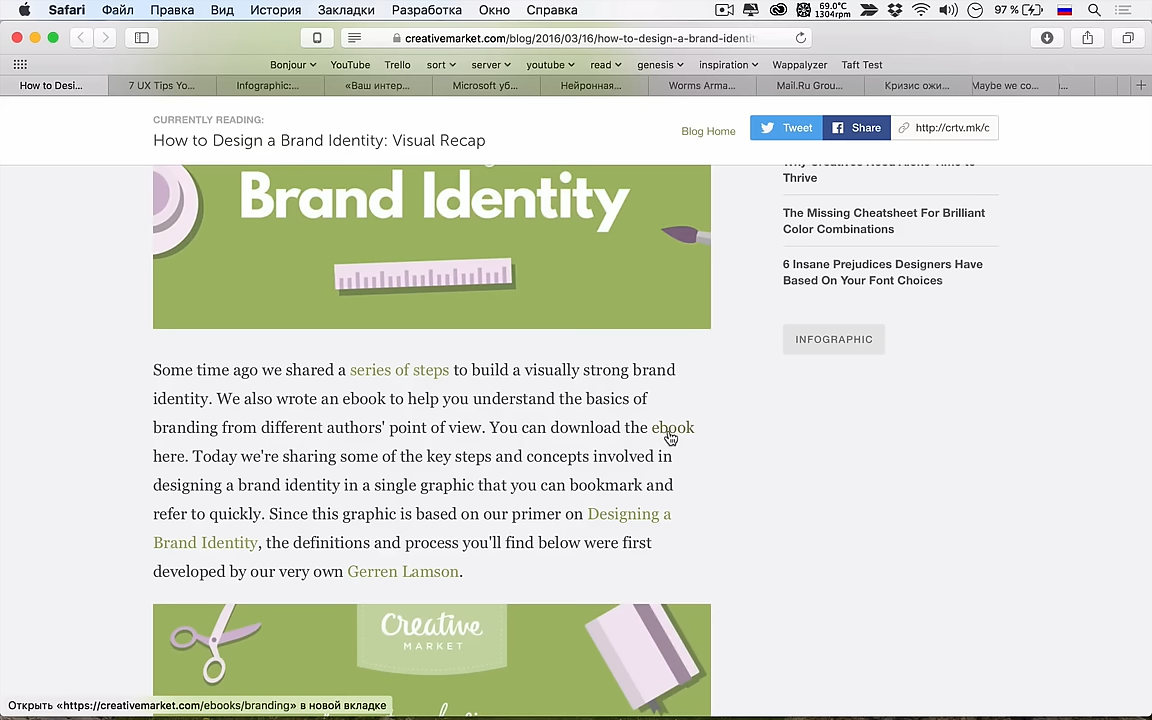 Safari Файл Правка Вид История Закладки Разработка Окно Справка 69.0°C 1304rpm 97 %
creativemarket.com/blog/2016/03/16/how-to-design-a-brand-identit
Bonjour YouTube Trello sort server youtube read genesis inspiration Wappalyzer Taft Test
How to Desi... 7 UX Tips Yo... Infographic:... «Ваш интер... Microsoft уб... Нейронная... Worms Arma... Mail.Ru Grou... Кризис ожи... Maybe we co...
CURRENTLY READING:
How to Design a Brand Identity: Visual Recap
Blog Home Tweet Share http://crtv.mk/c
Brand Identity
Why Creatives Need Alone Time to
Thrive
The Missing Cheatsheet For Brilliant
Color Combinations
6 Insane Prejudices Designers Have
Based On Your Font Choices
INFOGRAPHIC
Some time ago we shared a series of steps to build a visually strong brand
identity. We also wrote an ebook to help you understand the basics of
branding from different authors' point of view. You can download the ebook
here. Today we're sharing some of the key steps and concepts involved in
designing a brand identity in a single graphic that you can bookmark and
refer to quickly. Since this graphic is based on our primer on Designing a
Brand Identity, the definitions and process you'll find below were first
developed by our very own Gerren Lamson.
Creative
MARKET
Открыть «https://creativemarket.com/ebooks/branding» в новой вкладке